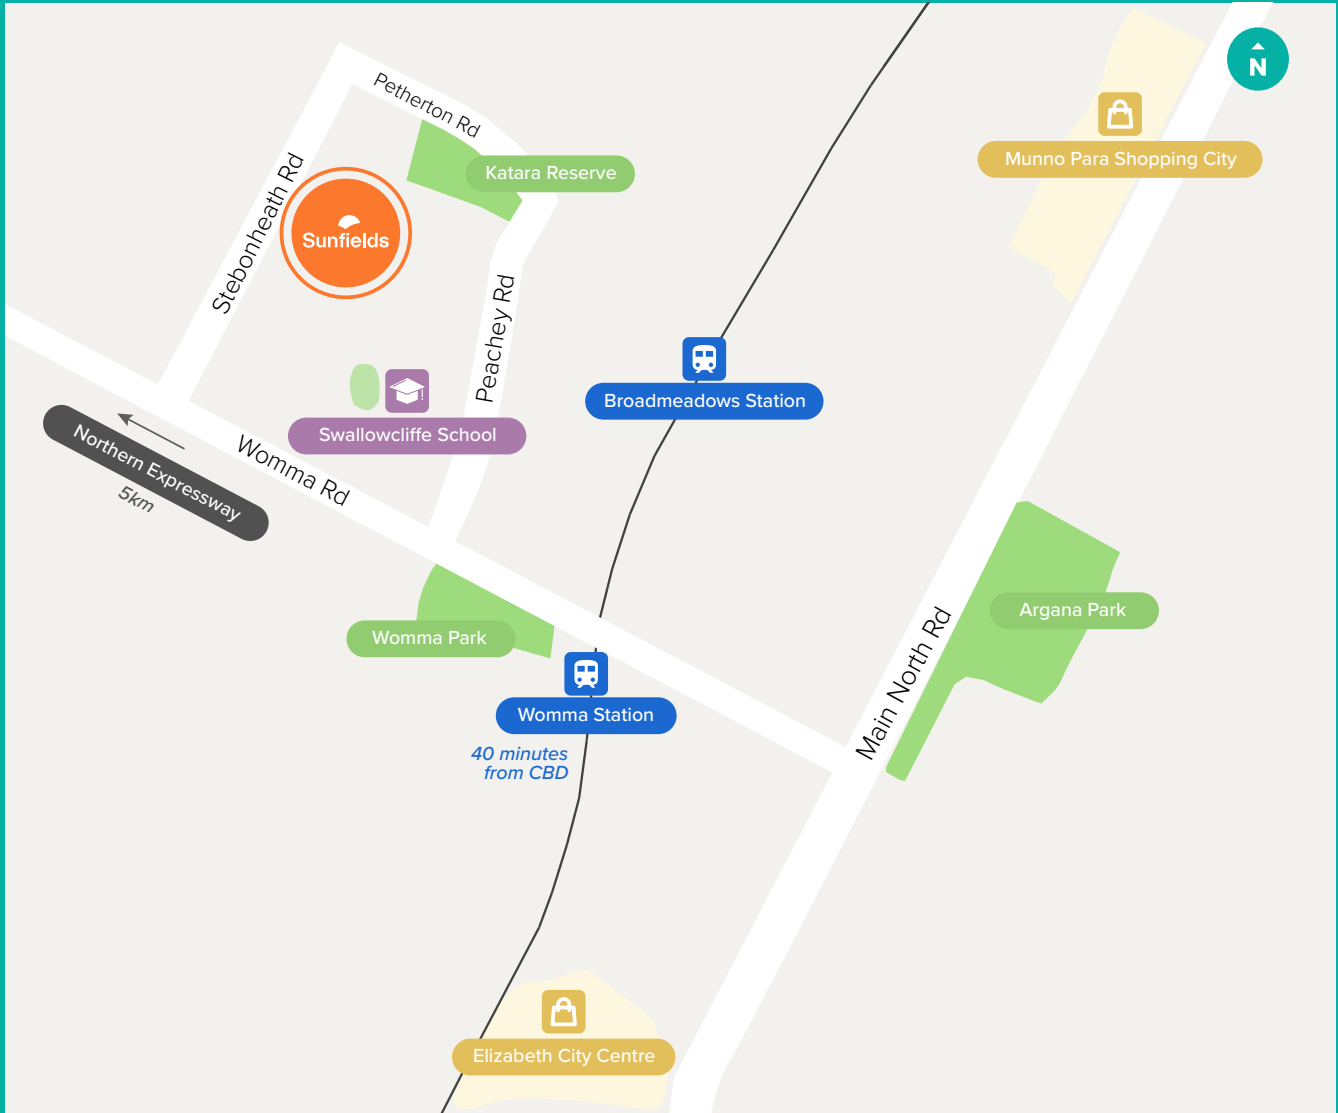 N
Petherton Rd
Munno Para Shopping City
Katara Reserve
Stebonheath Rd
Sunfields
Peachey Rd
Broadmeadows Station
Swallowcliffe School
Northern Expressway
5km
Womma Rd
Argana Park
Womma Park
Main North Rd
Womma Station
40 minutes
from CBD
Elizabeth City Centre